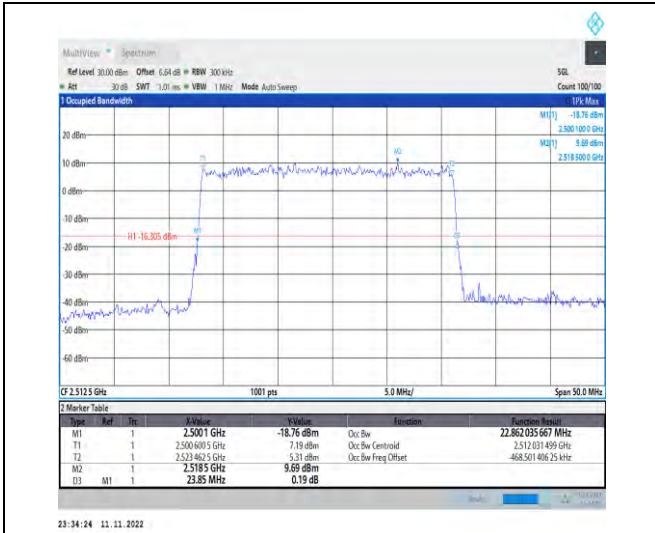 MultiView Spectrum
Ref Level 30.00 dBm Offset 6.64 dB RBW 300 kHz SGL
Att 30 dB SWT 1.01 ms VBW 1 MHz Mode Auto Sweep Count 100/100
1 Occupied Bandwidth 1Pk Max
M1[1] -18.76 dBm
2.500 100 0 GHz
M2[1] 9.69 dBm
2.518 500 0 GHz
20 dBm
M2
10 dBm
0 dBm
-10 dBm
H1 -16.305 dBm
-20 dBm
-30 dBm
-40 dBm
-50 dBm
-60 dBm
CF 2.512 5 GHz 1001 pts 5.0 MHz/ Span 50.0 MHz
2 Marker Table
Type Ref Trc X-Value Y-Value Function Function Result
M1 1 2.5001 GHz -18.76 dBm Occ Bw 22.862 035 667 MHz
T1 1 2.500 600 5 GHz 7.19 dBm Occ Bw Centroid 2.512 031 499 GHz
T2 1 2.523 462 5 GHz 5.31 dBm Occ Bw Freq Offset -468.501 406 25 kHz
M2 1 2.5185 GHz 9.69 dBm
D3 M1 1 23.85 MHz 0.19 dB
23:34:24 11.11.2022